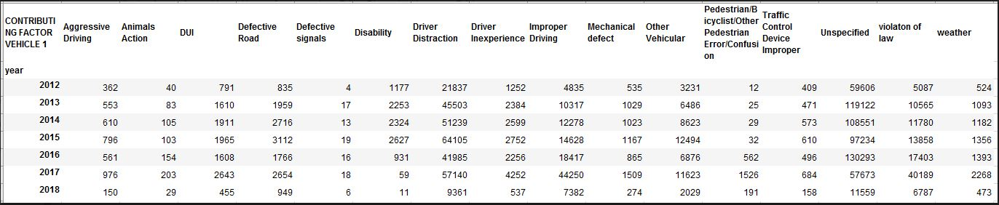 CONTRIBUTI
NG FACTOR
VEHICLE 1
Aggressive
Driving
Animals
Action
DUI
Defective
Road
Defective
signals
Disability
Driver
Distraction
Driver
Inexperience
Improper
Driving
Mechanical
defect
Other
Vehicular
Pedestrian/B
icyclist/Other
Pedestrian
Error/Confusi
on
Traffic
Control
Device
Improper
Unspecified
violaton of
law
weather
year
2012 362 40 791 835 4 1177 21837 1252 4835 535 3231 12 409 59606 5087 524
2013 553 83 1610 1959 17 2253 45503 2384 10317 1029 6486 25 471 119122 10565 1093
2014 610 105 1911 2716 13 2324 51239 2599 12278 1023 8623 29 573 108551 11780 1182
2015 796 103 1965 3112 19 2627 64105 2752 14628 1167 12494 32 610 97234 13858 1356
2016 561 154 1608 1766 16 931 41985 2256 18417 865 6876 562 496 130293 17403 1393
2017 976 203 2643 2654 18 59 57140 4252 44250 1509 11623 1526 684 57673 40189 2268
2018 150 29 455 949 6 11 9361 537 7382 274 2029 191 158 11559 6787 473